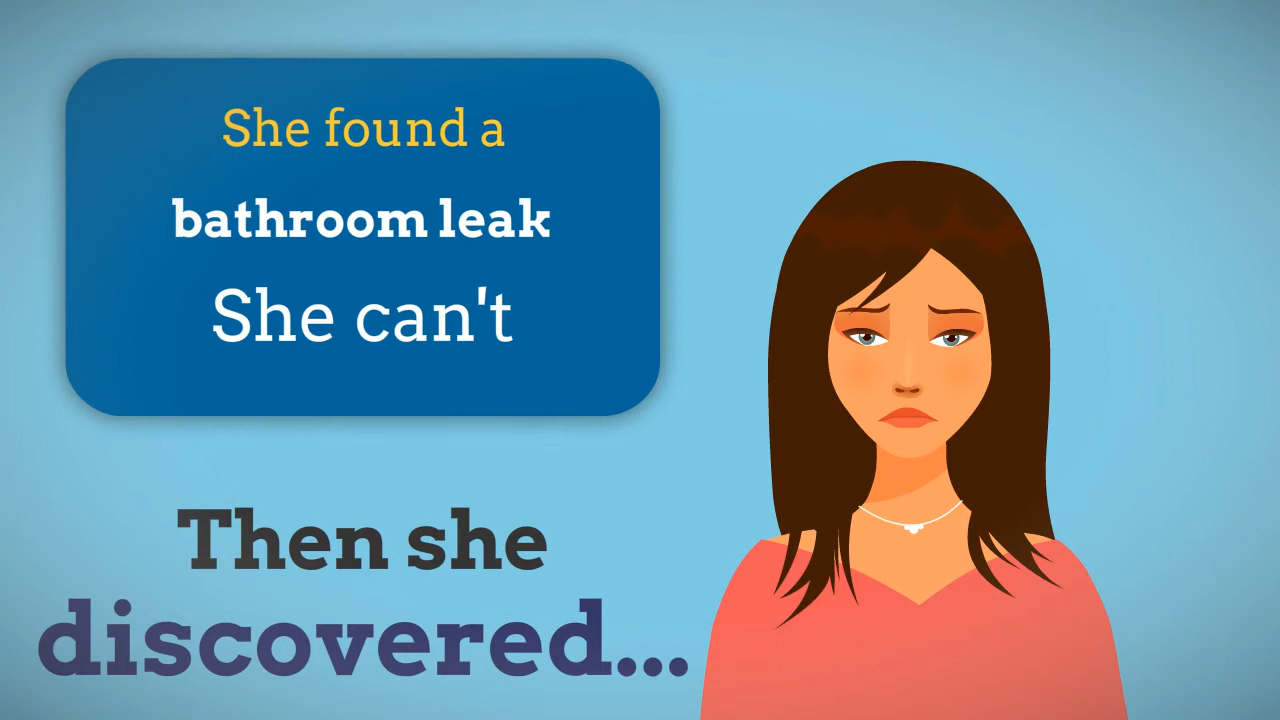 She found a
bathroom leak
She can't
Then she
discovered...